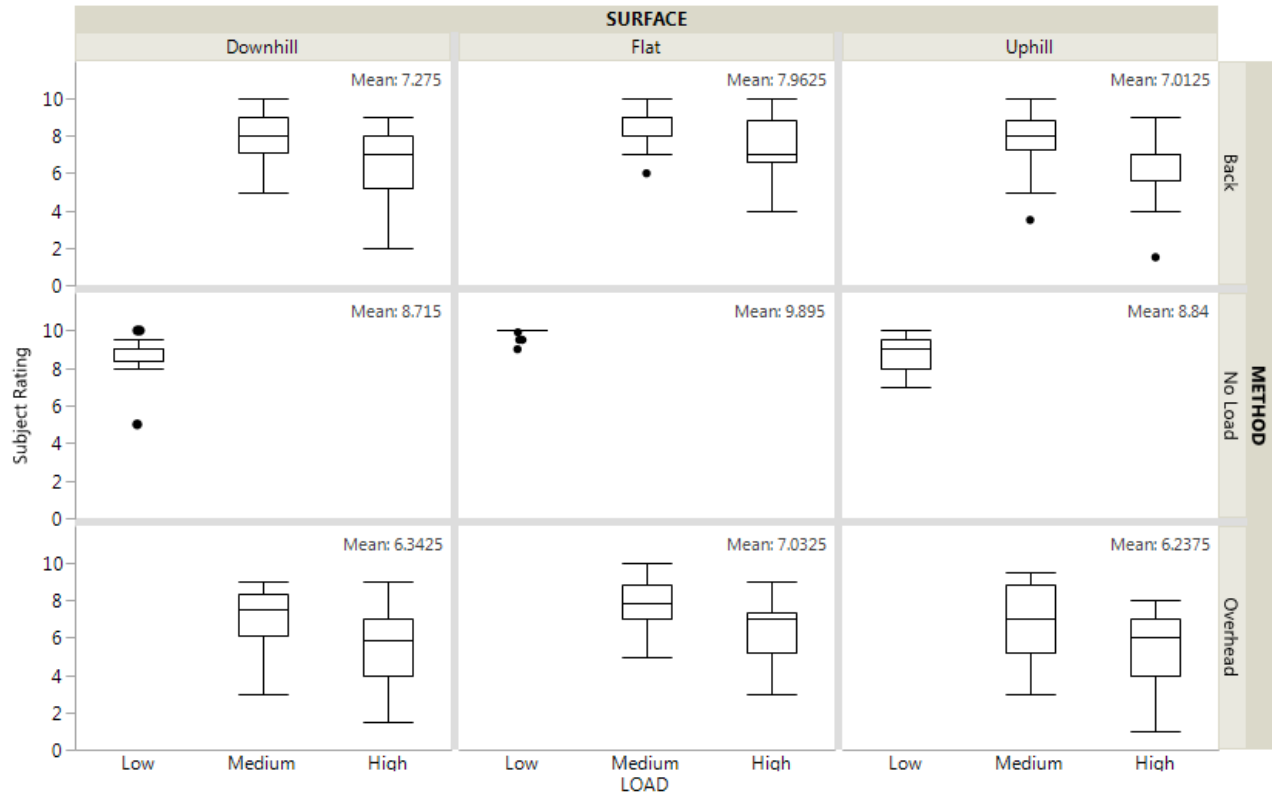 SURFACE
Downhill Flat Uphill
Mean: 7.275 Mean: 7.9625 Mean: 7.0125
10
8
6
4
2
0
Back
Mean: 8.715 Mean: 9.895 Mean: 8.84
10
8
6
4
2
0
No Load
Subject Rating
METHOD
Mean: 6.3425 Mean: 7.0325 Mean: 6.2375
10
8
6
4
2
0
Overhead
Low Medium High Low Medium High Low Medium High
LOAD